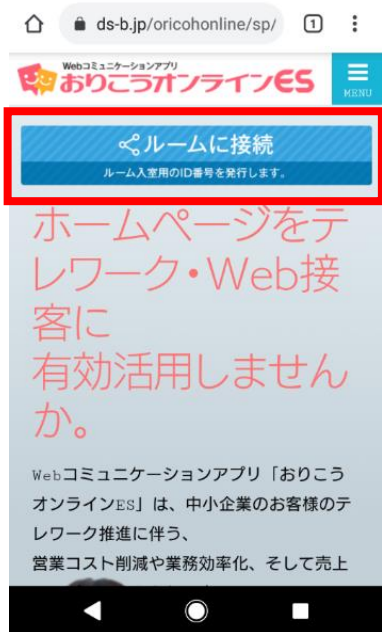 ds-b.jp/oricohonline/sp/
1
Webコミュニケーションアプリ
おりこうオンラインES
MENU
ルームに接続
ルーム入室用のID番号を発行します。
ホームページをテ
レワーク・Web接
客に
有効活用しません
か。
Webコミュニケーションアプリ「おりこう
オンラインES」は、中小企業のお客様のテ
レワーク推進に伴う、
営業コスト削減や業務効率化、そして売上